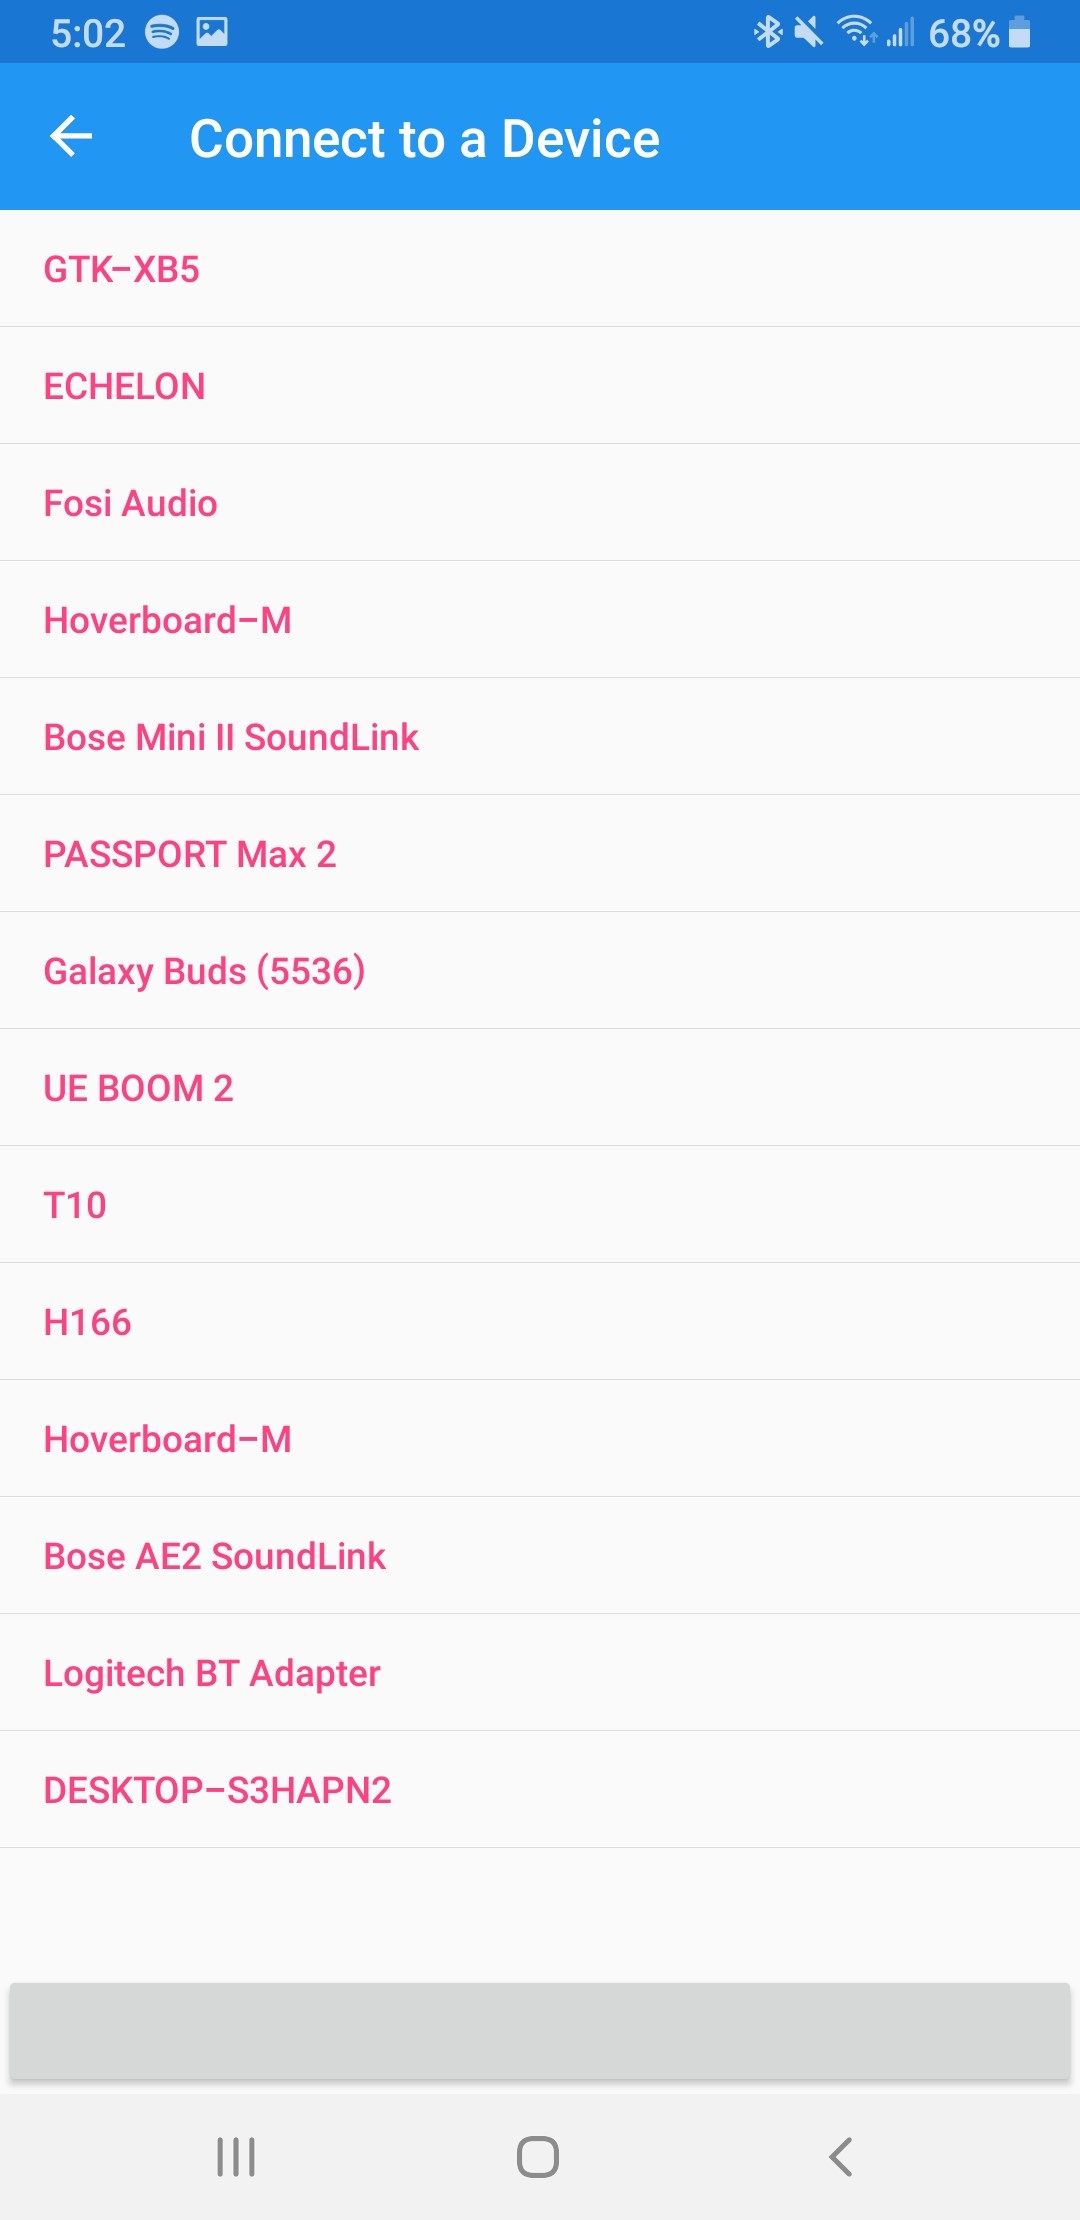 5:02 68%
Connect to a Device
GTK-XB5
ECHELON
Fosi Audio
Hoverboard-M
Bose Mini II SoundLink
PASSPORT Max 2
Galaxy Buds (5536)
UE BOOM 2
T10
H166
Hoverboard-M
Bose AE2 SoundLink
Logitech BT Adapter
DESKTOP-S3HAPN2